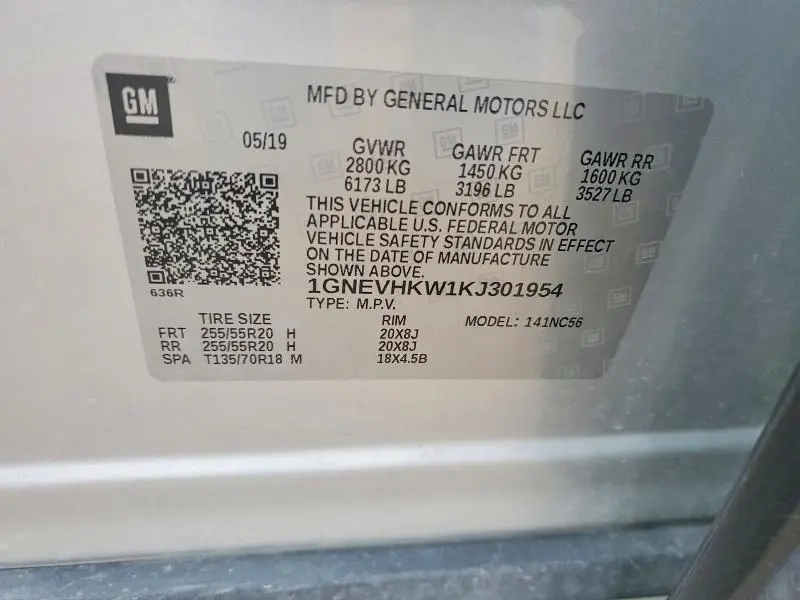 GM
MFD BY GENERAL MOTORS LLC
05/19
GVWR GAWR FRT GAWR RR
2800 KG 1450 KG 1600 KG
6173 LB 3196 LB 3527 LB
THIS VEHICLE CONFORMS TO ALL
APPLICABLE U.S. FEDERAL MOTOR
VEHICLE SAFETY STANDARDS IN EFFECT
ON THE DATE OF MANUFACTURE
SHOWN ABOVE.
636R
1GNEVHKW1KJ301954
TYPE: M.P.V.
TIRE SIZE RIM MODEL: 141NC56
FRT 255/55R20 H 20X8J
RR 255/55R20 H 20X8J
SPA T135/70R18 M 18X4.5B